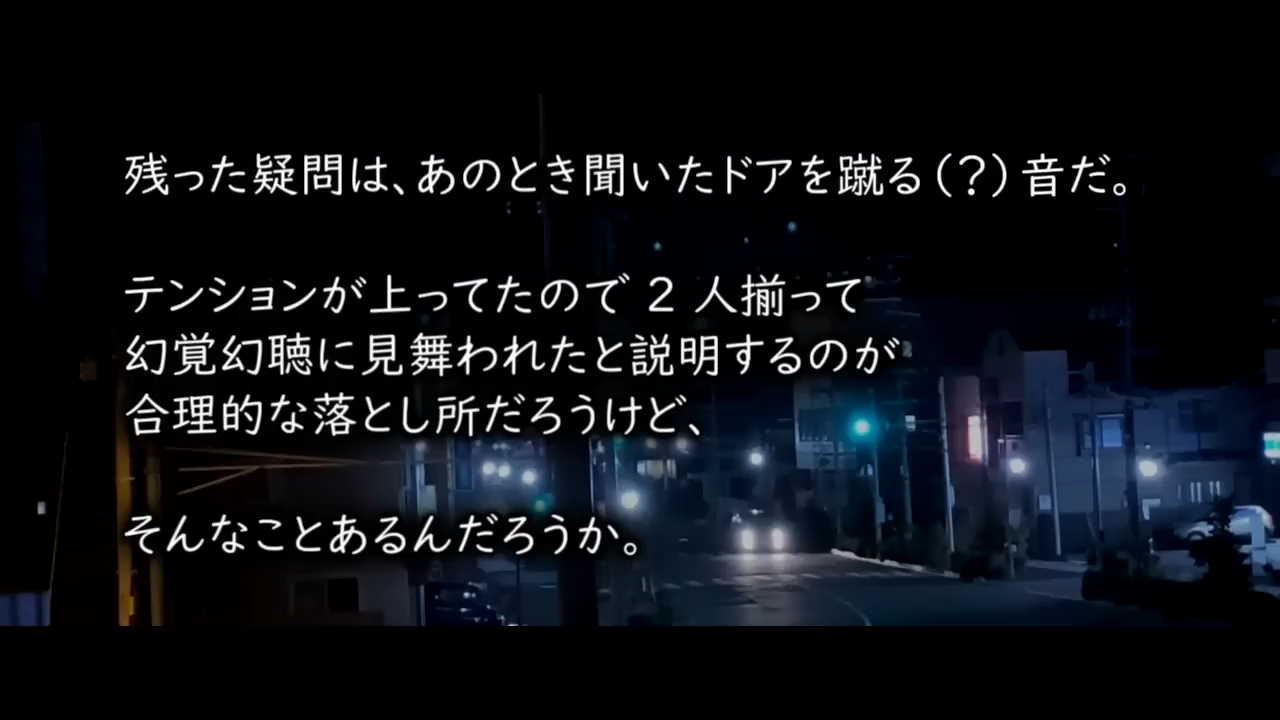 残った疑問は、あのとき聞いたドアを蹴る（？）音だ。
テンションが上ってたので 2 人揃って
幻覚幻聴に見舞われたと説明するのが
合理的な落とし所だろうけど、
そんなことあるんだろうか。